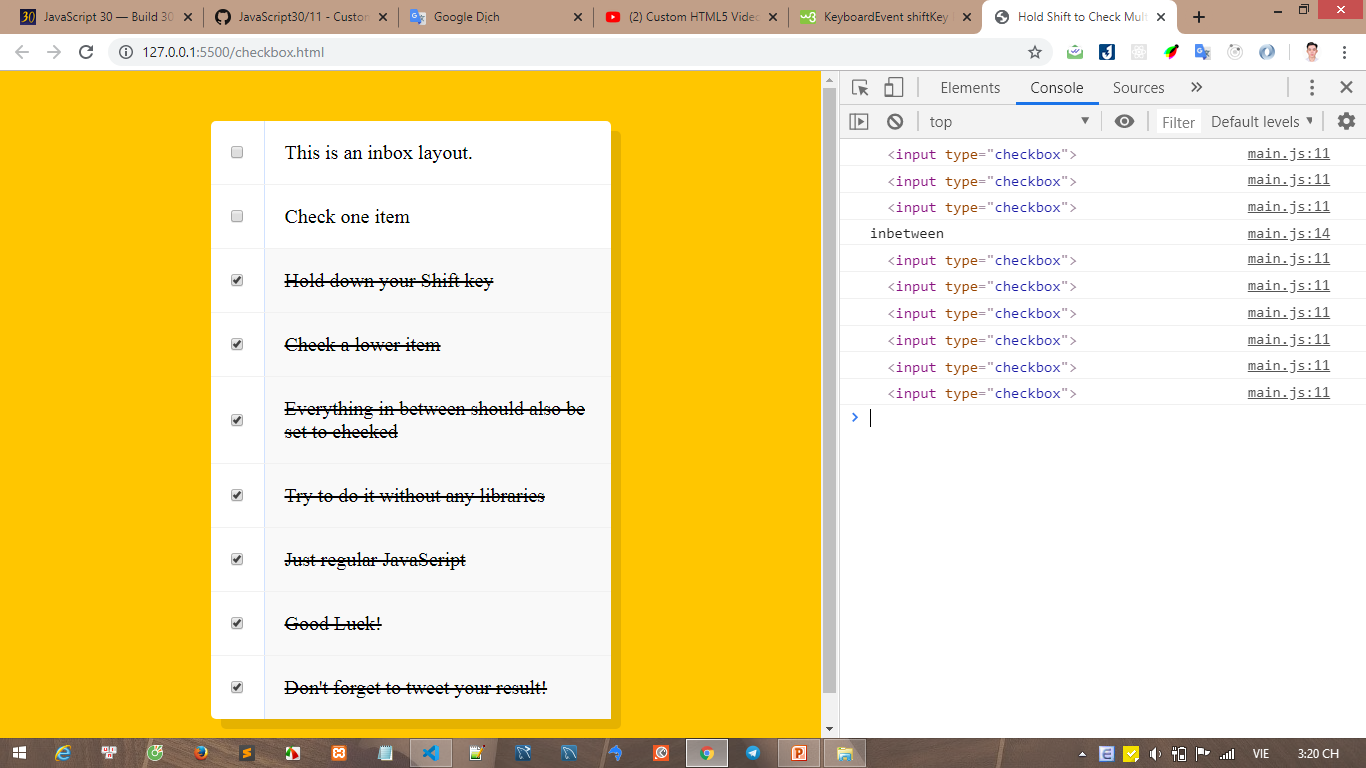 JavaScript 30 — Build 30
JavaScript30/11 - Custom
Google Dịch
(2) Custom HTML5 Video
KeyboardEvent shiftKey
Hold Shift to Check Mult
127.0.0.1:5500/checkbox.html
Elements Console Sources
top Filter Default levels
This is an inbox layout.
Check one item
Hold down your Shift key
Check a lower item
Everything in between should also be
set to checked
Try to do it without any libraries
Just regular JavaScript
Good Luck!
Don't forget to tweet your result!
<input type="checkbox"> main.js:11
<input type="checkbox"> main.js:11
<input type="checkbox"> main.js:11
inbetween main.js:14
<input type="checkbox"> main.js:11
<input type="checkbox"> main.js:11
<input type="checkbox"> main.js:11
<input type="checkbox"> main.js:11
<input type="checkbox"> main.js:11
<input type="checkbox"> main.js:11
VIE 3:20 CH